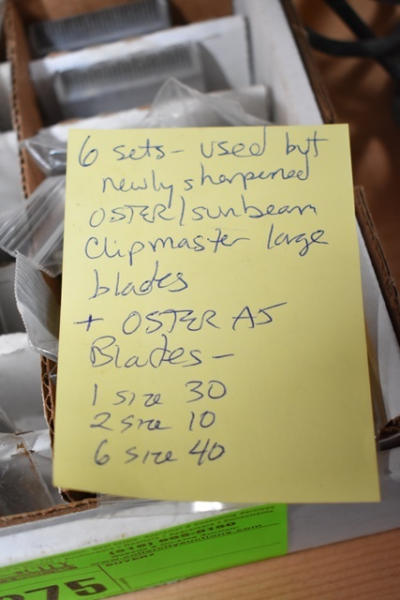 6 sets - used but
newly sharpened
OSTER/sunbeam
Clipmaster large
blades
+ OSTER A5
Blades -
1 size 30
2 size 10
6 size 40